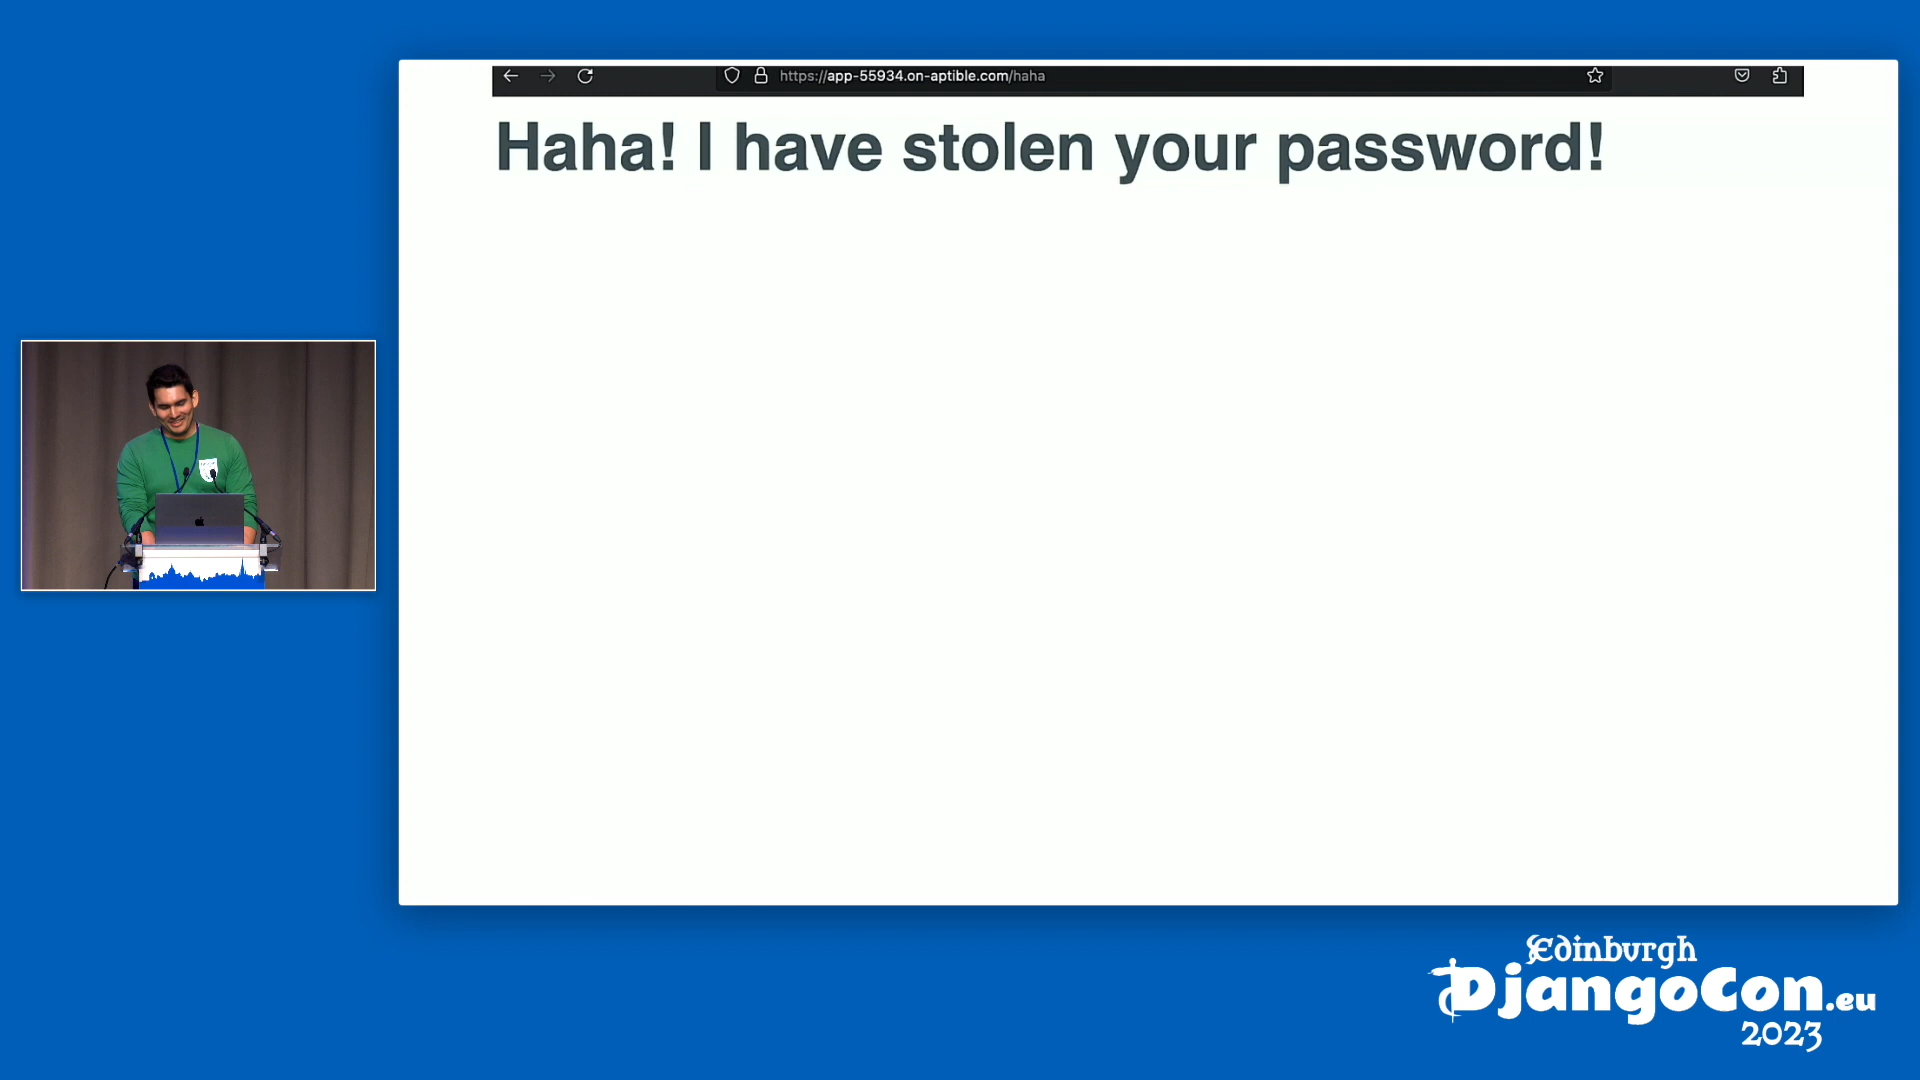 https://app-55934.on-aptible.com/haha
Haha! I have stolen your password!
Edinburgh
DjangoCon.eu
2023